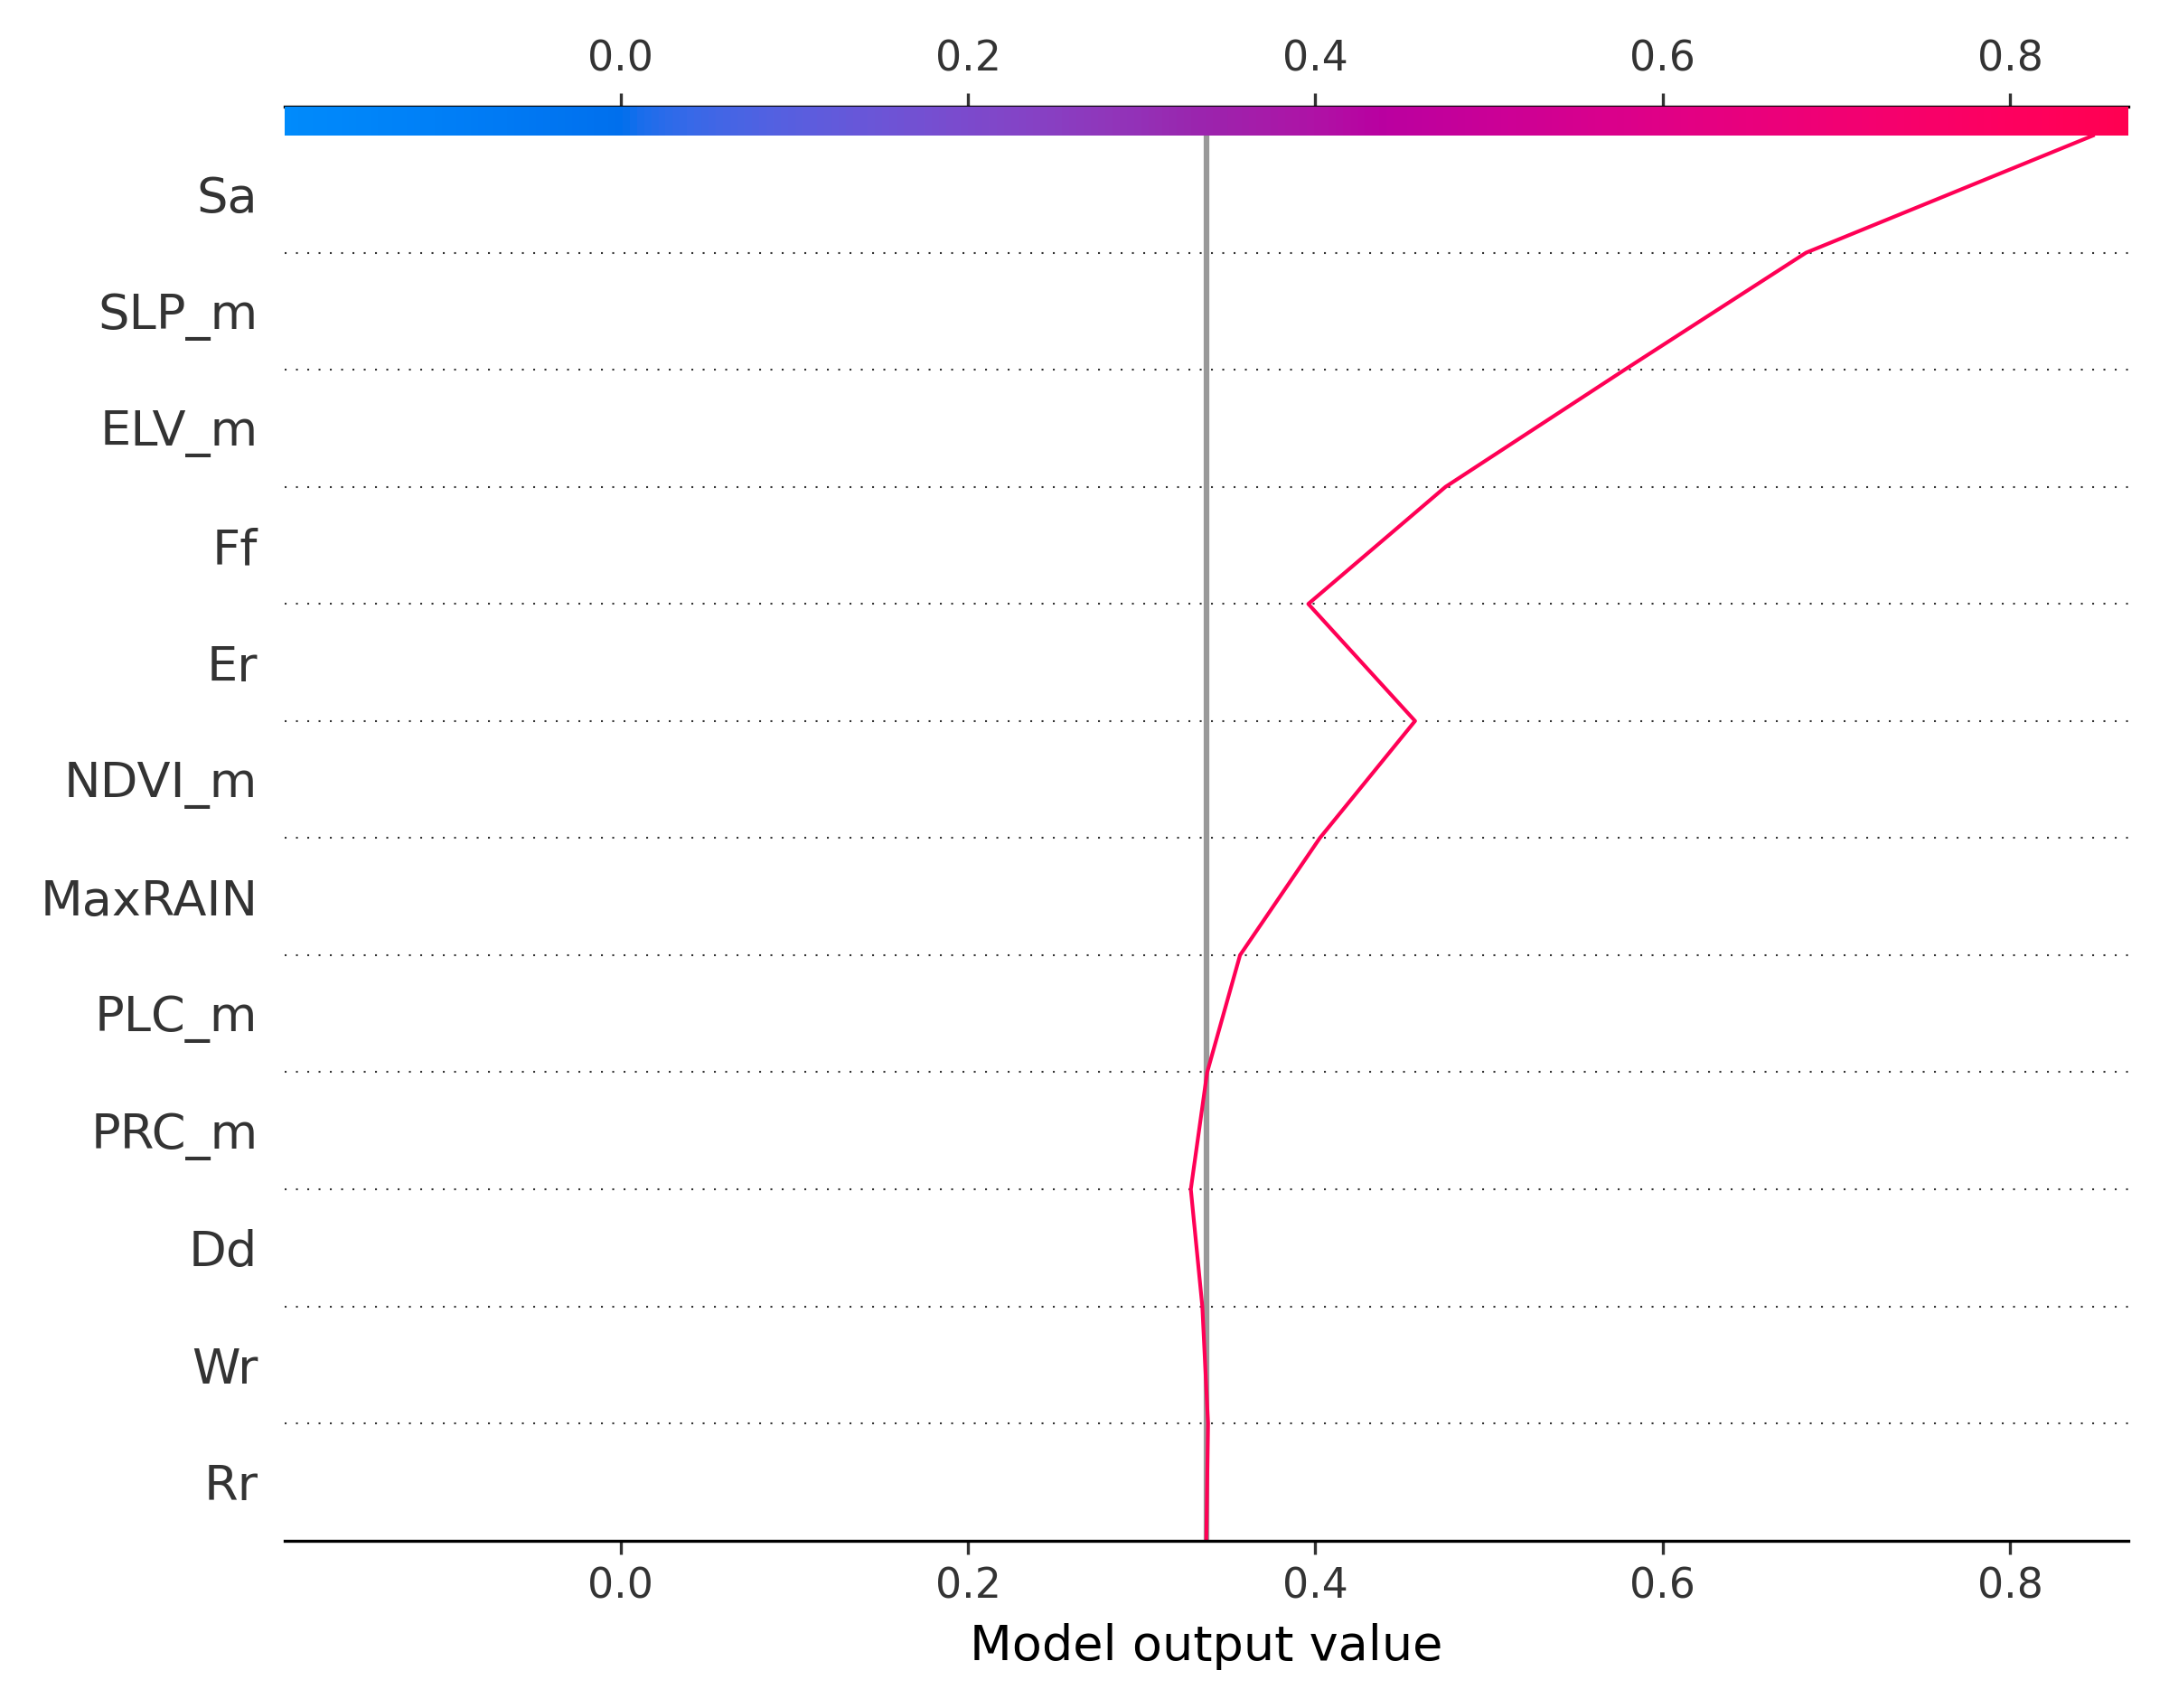 0.0 0.2 0.4 0.6 0.8
Sa
SLP_m
ELV_m
Ff
Er
NDVI_m
MaxRAIN
PLC_m
PRC_m
Dd
Wr
Rr
0.0 0.2 0.4 0.6 0.8
Model output value